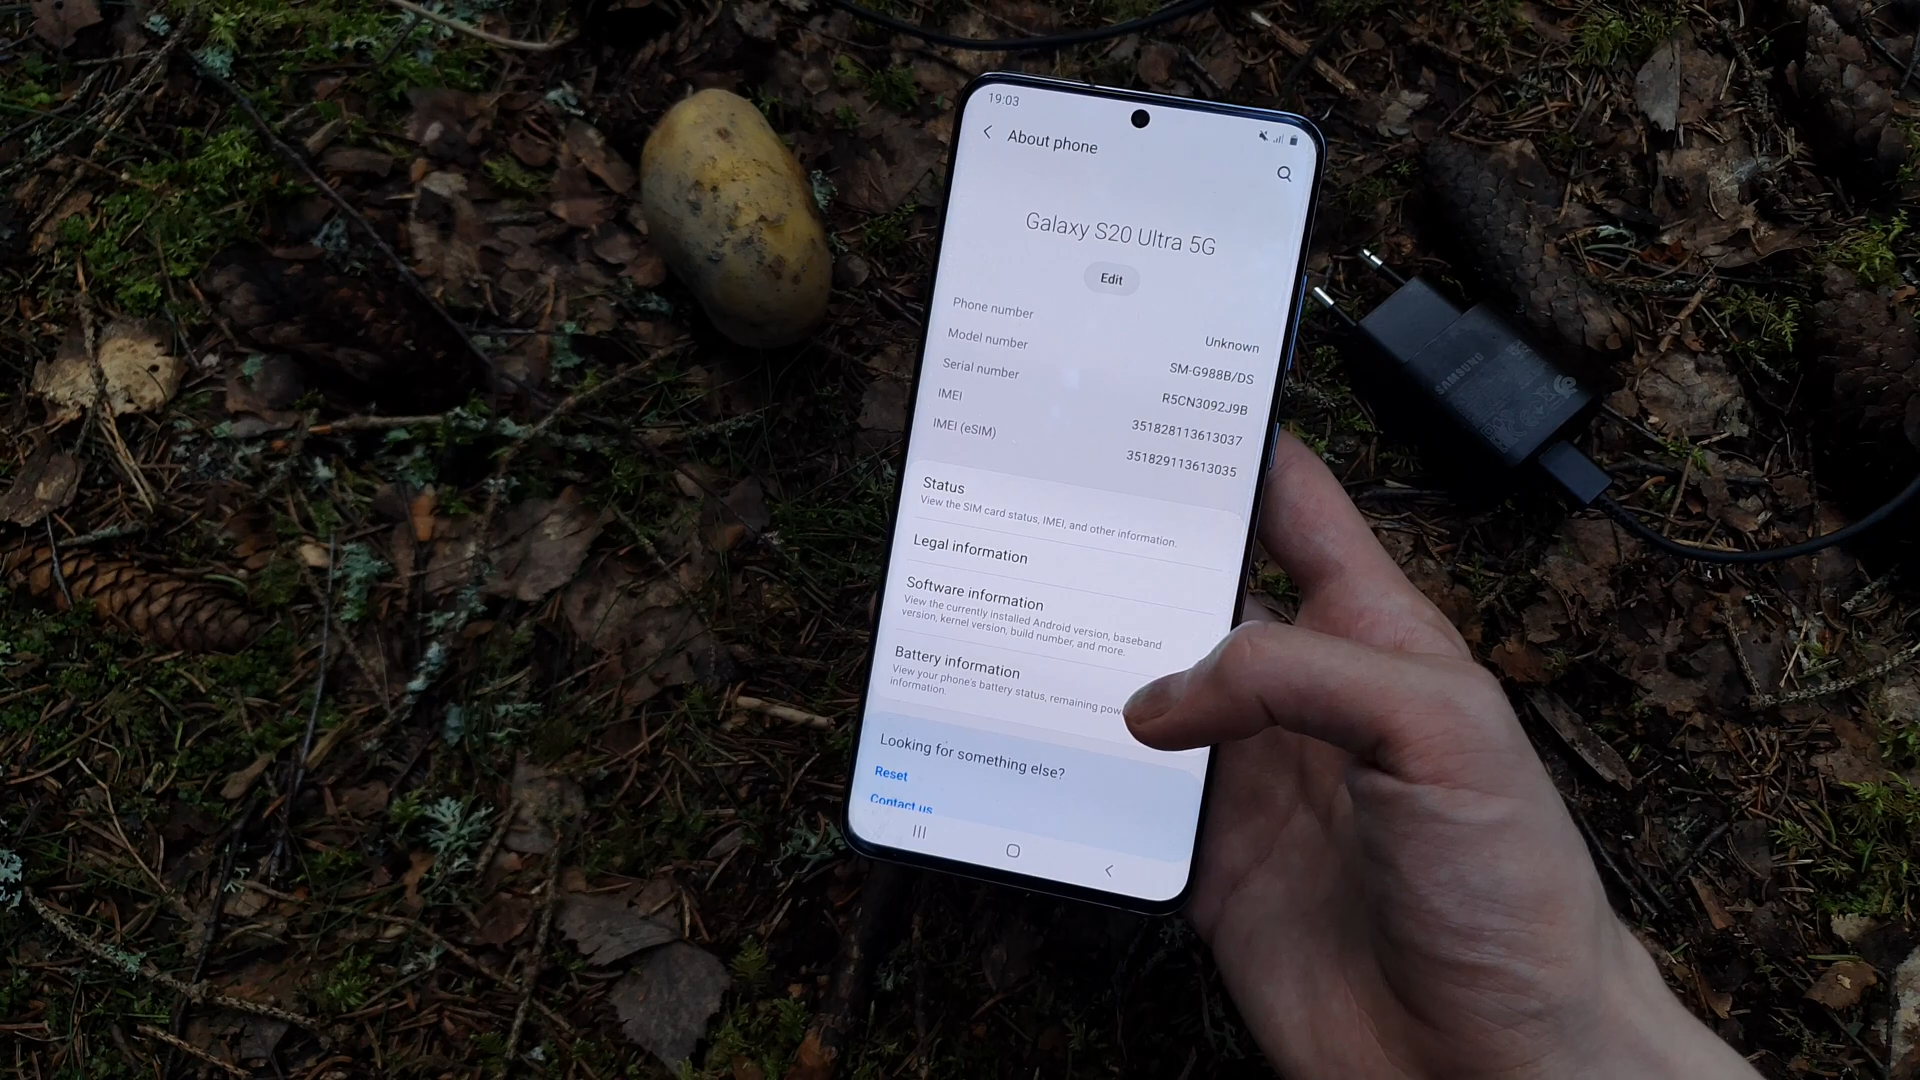 19:03
About phone
Galaxy S20 Ultra 5G
Edit
Phone number
Unknown
Model number
SM-G988B/DS
Serial number
R5CN3092J9B
IMEI
351828113613037
IMEI (eSIM)
351829113613035
Status
View the SIM card status, IMEI, and other information.
Legal information
Software information
View the currently installed Android version, baseband
version, kernel version, build number, and more.
Battery information
View your phone's battery status, remaining
information.
Looking for something else?
Reset
Contact us
SAMSUNG